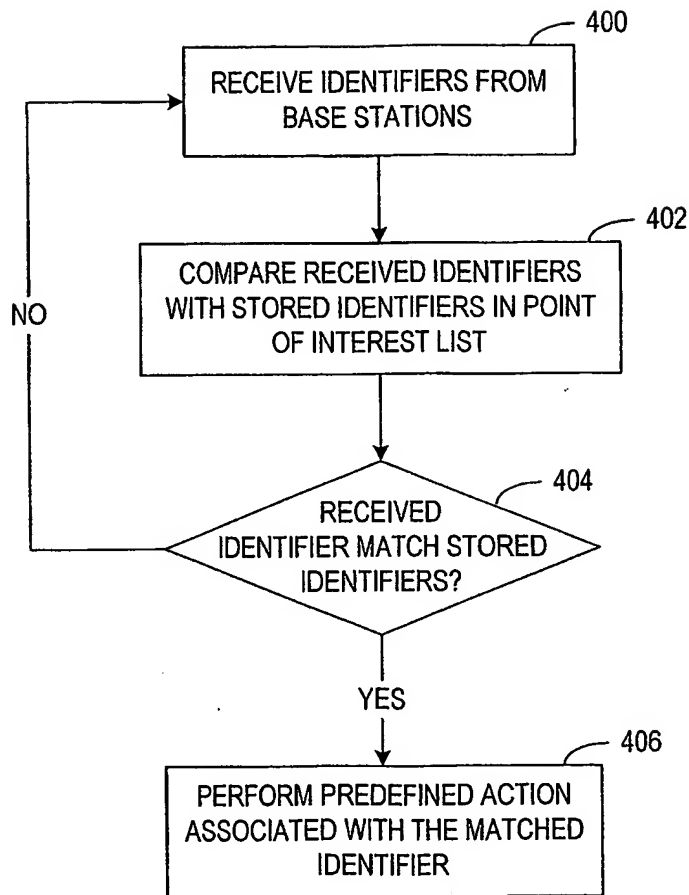 400
RECEIVE IDENTIFIERS FROM
BASE STATIONS
402
COMPARE RECEIVED IDENTIFIERS
WITH STORED IDENTIFIERS IN POINT
OF INTEREST LIST
NO
404
RECEIVED
IDENTIFIER MATCH STORED
IDENTIFIERS?
YES
406
PERFORM PREDEFINED ACTION
ASSOCIATED WITH THE MATCHED
IDENTIFIER